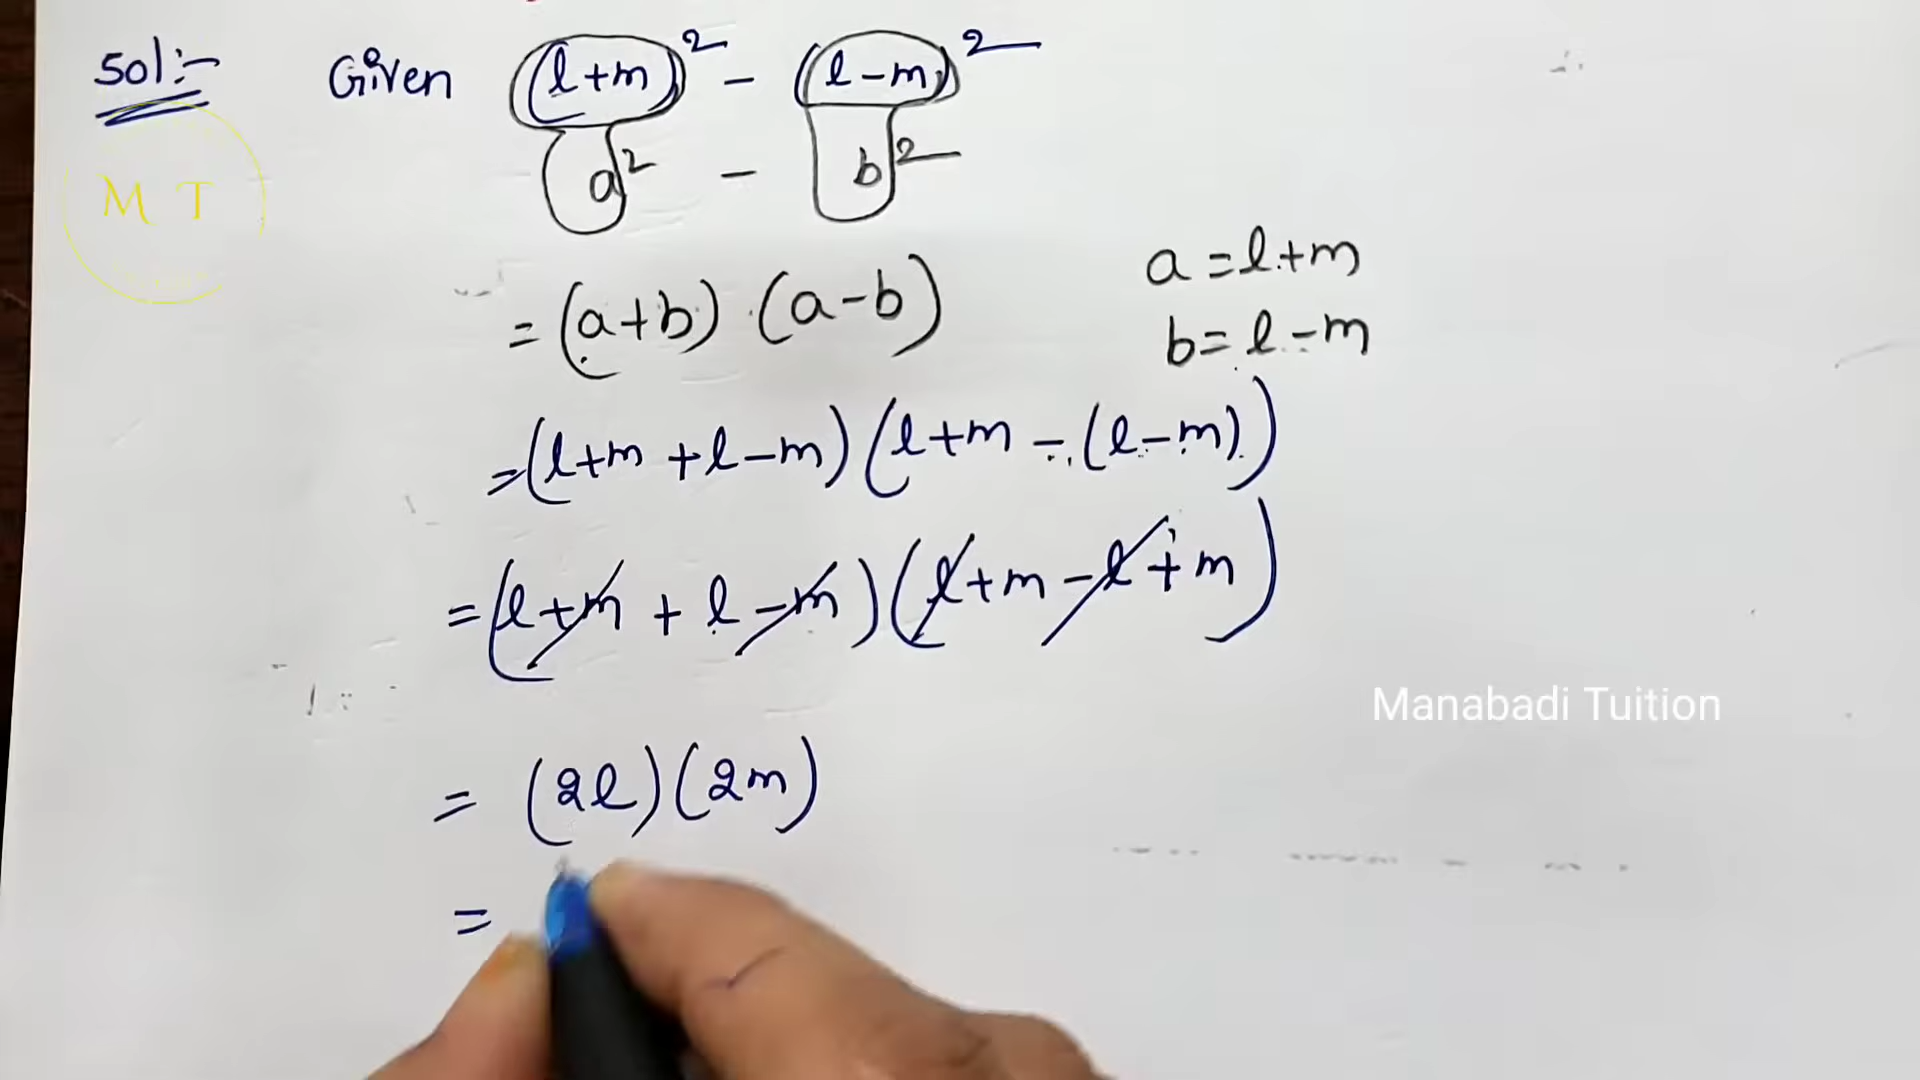 Sol:- Given (l+m)² - (l-m)²
a² - b²
M T
a = l+m
= (a+b) (a-b)
b = l-m
= (l+m +l-m) (l+m -(l-m))
= (l+m + l-m) (l+m-l+m)
Manabadi Tuition
= (2l) (2m)
=